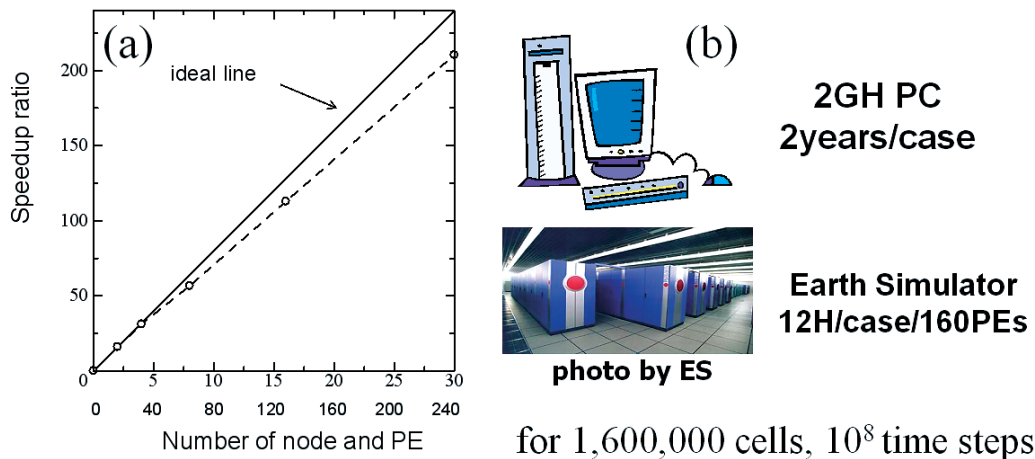 (a)
ideal line
Speedup ratio
200
150
100
50
0
0 5 10 15 20 25 30
0 40 80 120 160 200 240
Number of node and PE
(b)
2GH PC
2years/case
Earth Simulator
12H/case/160PEs
photo by ES
for 1,600,000 cells, 10⁸ time steps